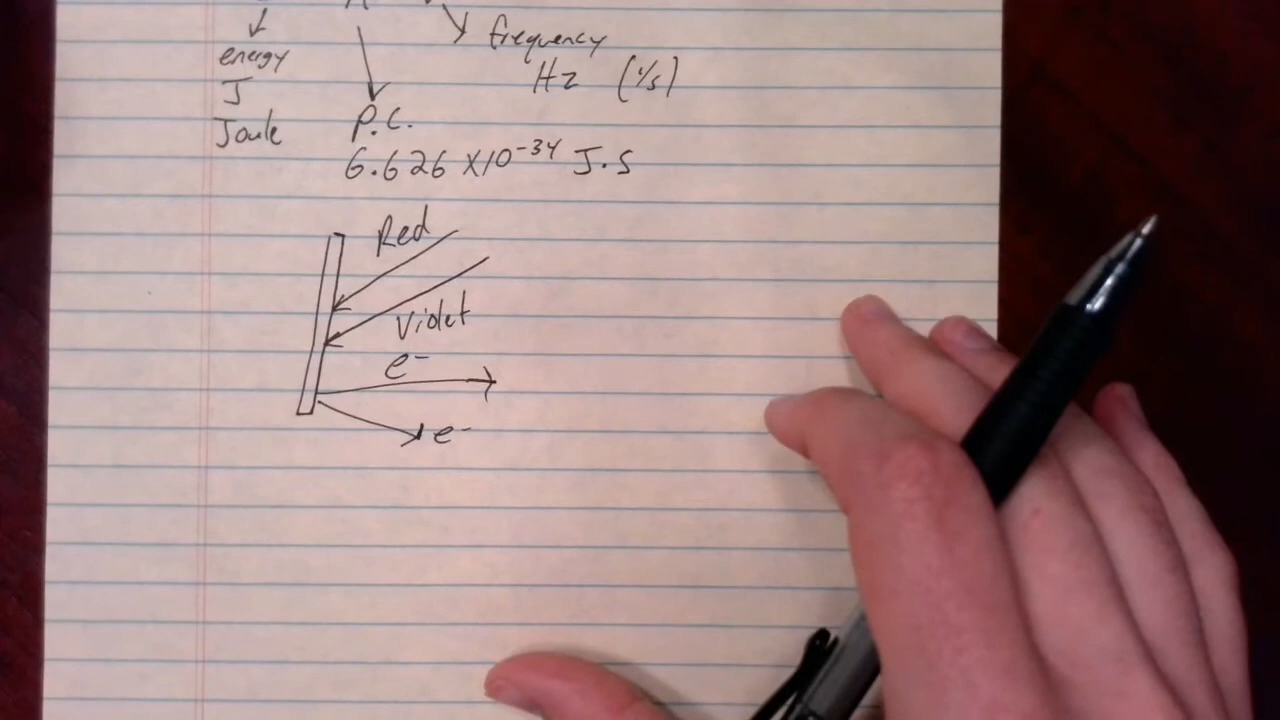 energy
J
Joule
P.C.
6.626 X10⁻³⁴ J·s
frequency
Hz (1/s)
Red
Violet
e⁻
e⁻